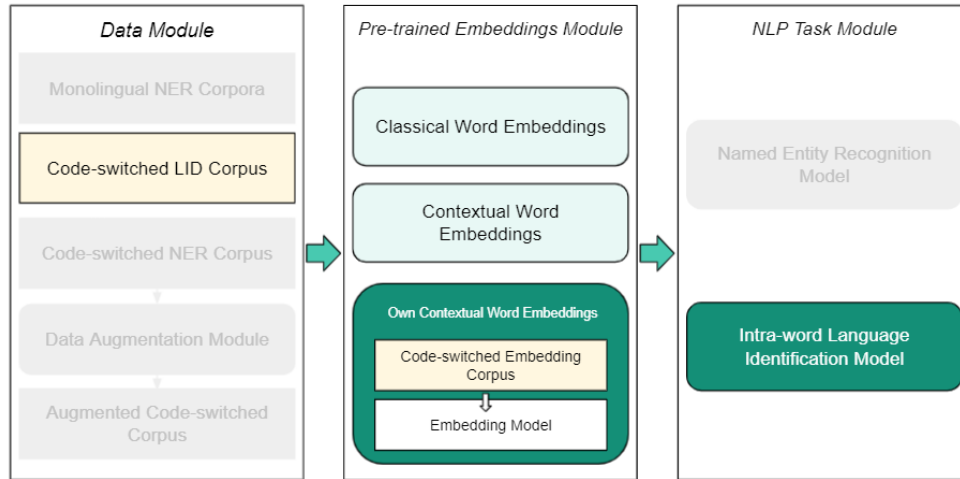 Data Module
Monolingual NER Corpora
Code-switched LID Corpus
Code-switched NER Corpus
Data Augmentation Module
Augmented Code-switched
Corpus
Pre-trained Embeddings Module
Classical Word Embeddings
Contextual Word
Embeddings
Own Contextual Word Embeddings
Code-switched Embedding
Corpus
Embedding Model
NLP Task Module
Named Entity Recognition
Model
Intra-word Language
Identification Model